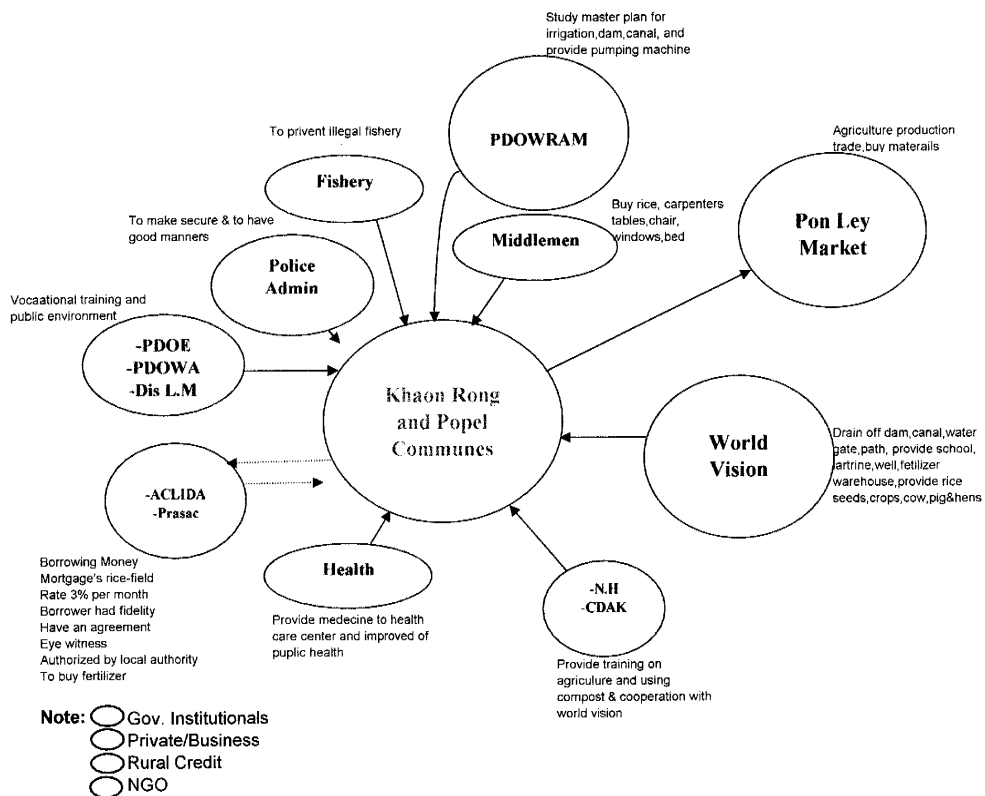 Study master plan for
irrigation,dam,canal, and
provide pumping machine
PDOWRAM
To privent illegal fishery
Fishery
Agriculture production
trade,buy materails
Pon Ley
Market
Buy rice, carpenters
tables,chair,
windows,bed
Middlemen
To make secure & to have
good manners
Police
Admin
Vocaational training and
public environment
-PDOE
-PDOWA
-Dis L.M
Khaon Rong
and Popel
Communes
World
Vision
Drain off dam,canal,water
gate,path, provide school,
lartrine,well,fetilizer
warehouse,provide rice
seeds,crops,cow,pig&hens
-ACLIDA
-Prasac
Borrowing Money
Mortgage's rice-field
Rate 3% per month
Borrower had fidelity
Have an agreement
Eye witness
Authorized by local authority
To buy fertilizer
Health
Provide medecine to health
care center and improved of
puplic health
-N.H
-CDAK
Provide training on
agriculure and using
compost & cooperation with
world vision
Note:
Gov. Institutionals
Private/Business
Rural Credit
NGO